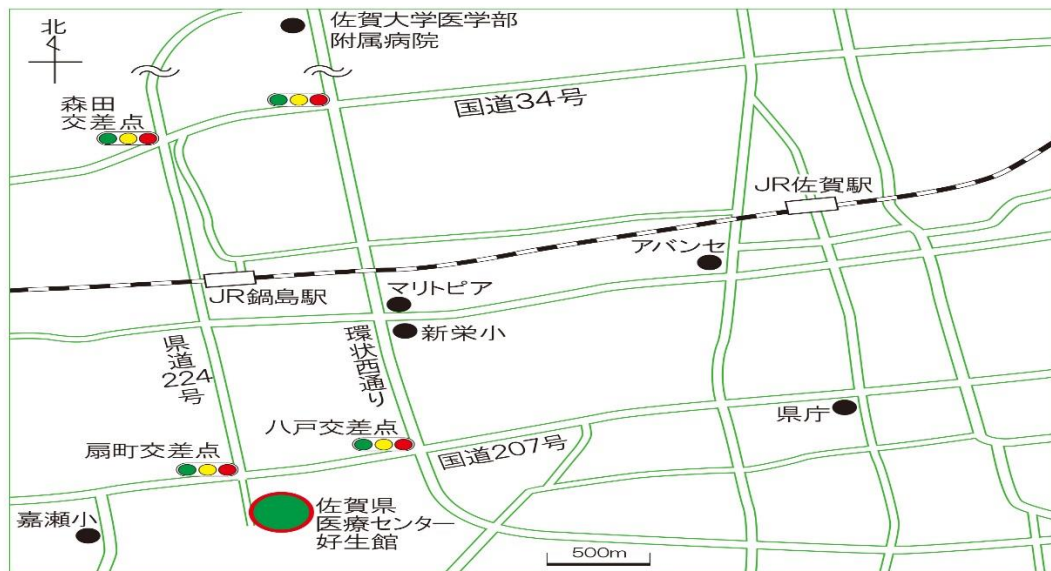 北
佐賀大学医学部
附属病院
森田
交差点
国道34号
JR佐賀駅
アバンセ
JR鍋島駅
マリトピア
新栄小
県道224号
環状西通り
県庁
八戸交差点
国道207号
扇町交差点
佐賀県
医療センター
好生館
嘉瀬小
500m